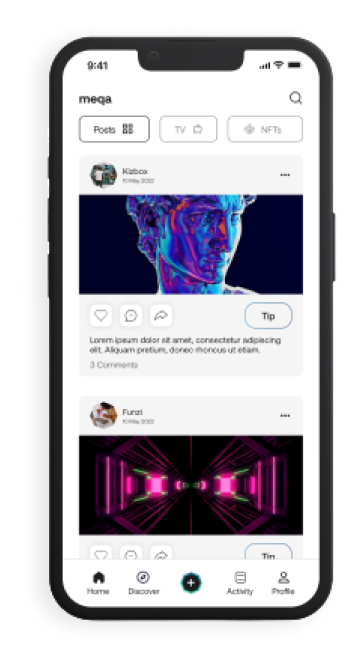 9:41
meqa
Posts
TV
NFTs
Kizbox
10 May 2022
Tip
Lorem ipsum dolor sit amet, consectetur adipiscing
elit. Aliquam pretium, donec rhoncus ut etiam.
3 Comments
Funzi
10 May 2022
Tip
Home
Discover
Activity
Profile